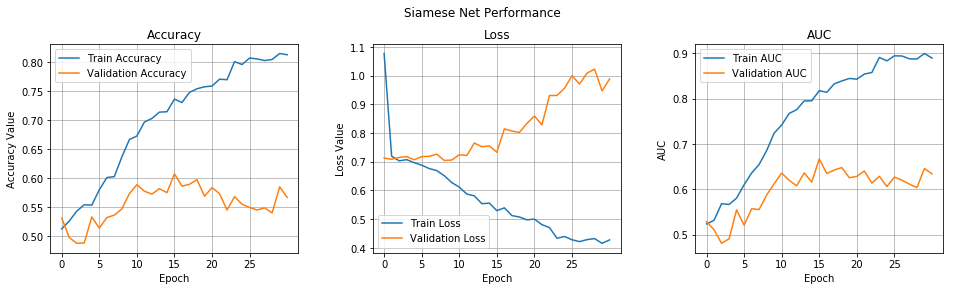 Siamese Net Performance
Accuracy
Accuracy Value
0.80
0.75
0.70
0.65
0.60
0.55
0.50
Train Accuracy
Validation Accuracy
0
5
10
15
20
25
Epoch
Loss
Loss Value
1.1
1.0
0.9
0.8
0.7
0.6
0.5
0.4
Train Loss
Validation Loss
0
5
10
15
20
25
Epoch
AUC
AUC
0.9
0.8
0.7
0.6
0.5
Train AUC
Validation AUC
0
5
10
15
20
25
Epoch